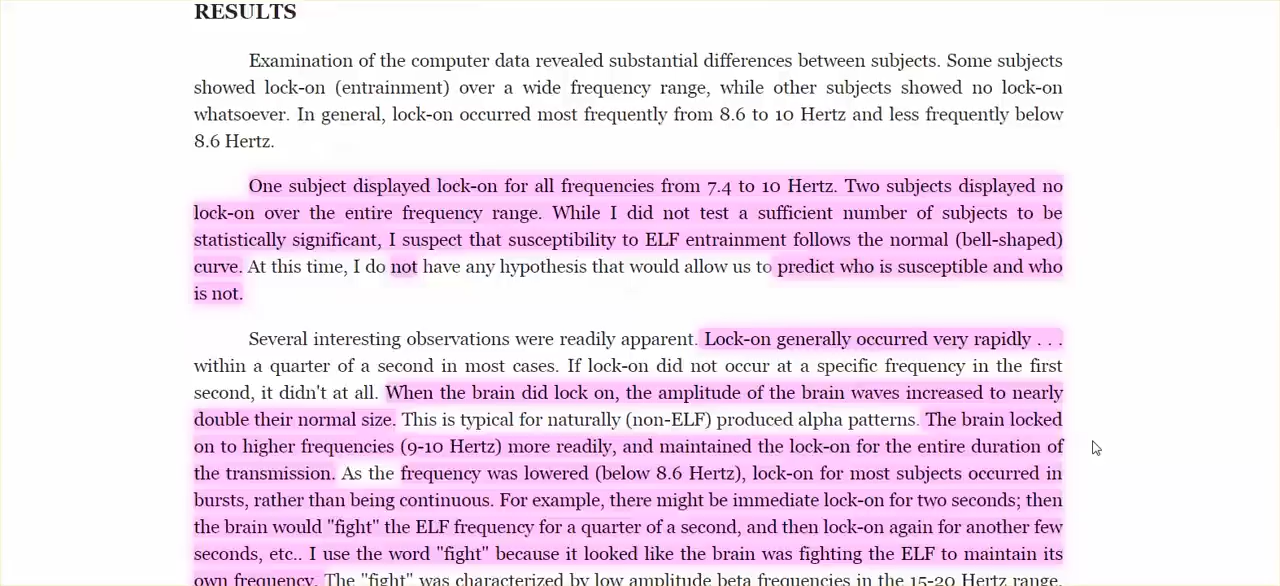 RESULTS
Examination of the computer data revealed substantial differences between subjects. Some subjects
showed lock-on (entrainment) over a wide frequency range, while other subjects showed no lock-on
whatsoever. In general, lock-on occurred most frequently from 8.6 to 10 Hertz and less frequently below
8.6 Hertz.
One subject displayed lock-on for all frequencies from 7.4 to 10 Hertz. Two subjects displayed no
lock-on over the entire frequency range. While I did not test a sufficient number of subjects to be
statistically significant, I suspect that susceptibility to ELF entrainment follows the normal (bell-shaped)
curve. At this time, I do not have any hypothesis that would allow us to predict who is susceptible and who
is not.
Several interesting observations were readily apparent. Lock-on generally occurred very rapidly . . .
within a quarter of a second in most cases. If lock-on did not occur at a specific frequency in the first
second, it didn't at all. When the brain did lock on, the amplitude of the brain waves increased to nearly
double their normal size. This is typical for naturally (non-ELF) produced alpha patterns. The brain locked
on to higher frequencies (9-10 Hertz) more readily, and maintained the lock-on for the entire duration of
the transmission. As the frequency was lowered (below 8.6 Hertz), lock-on for most subjects occurred in
bursts, rather than being continuous. For example, there might be immediate lock-on for two seconds; then
the brain would "fight" the ELF frequency for a quarter of a second, and then lock-on again for another few
seconds, etc.. I use the word "fight" because it looked like the brain was fighting the ELF to maintain its
own frequency. The "fight" was characterized by low amplitude beta frequencies in the 15-20 Hertz range.